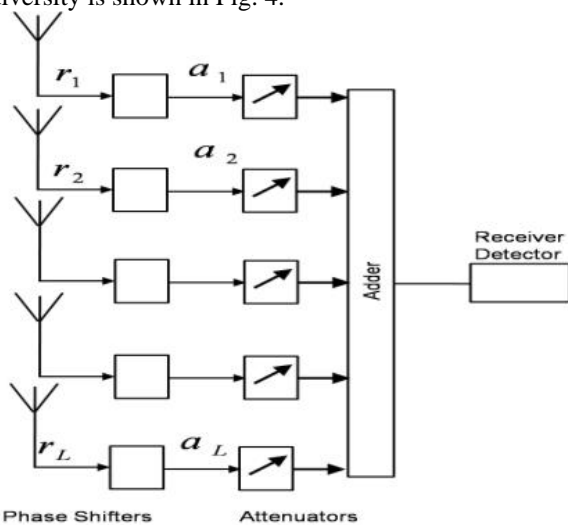 iversity is shown in Fig. 4.
r1
a1
r2
a2
Receiver
Detector
Adder
rL
aL
Phase Shifters
Attenuators